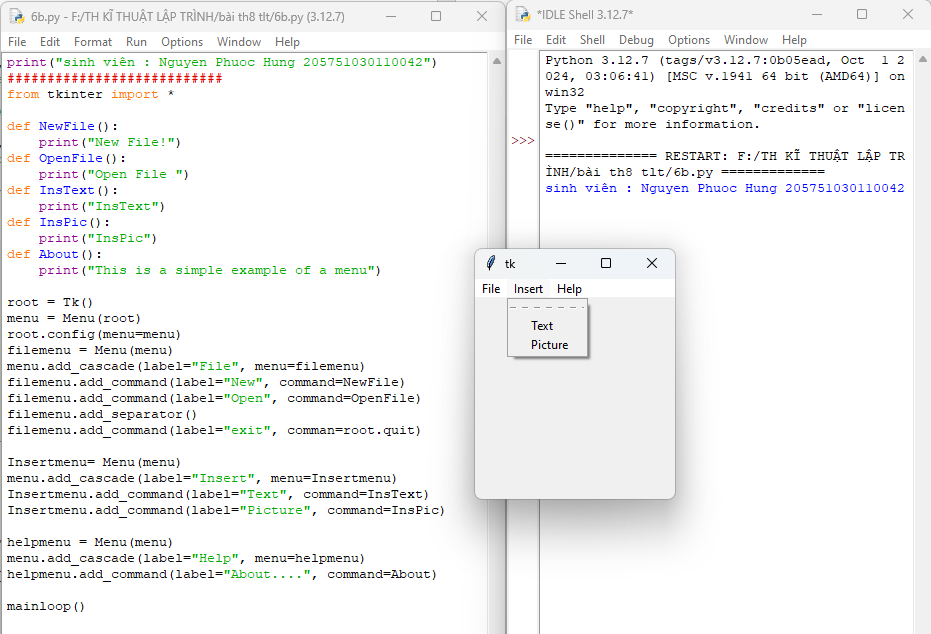 6b.py - F:/TH KĨ THUẬT LẬP TRÌNH/bài th8 tlt/6b.py (3.12.7)
File Edit Format Run Options Window Help
print("sinh viên : Nguyen Phuoc Hung 205751030110042")
###########################
from tkinter import *
def NewFile():
    print("New File!")
def OpenFile():
    print("Open File ")
def InsText():
    print("InsText")
def InsPic():
    print("InsPic")
def About():
    print("This is a simple example of a menu")
root = Tk()
menu = Menu(root)
root.config(menu=menu)
filemenu = Menu(menu)
menu.add_cascade(label="File", menu=filemenu)
filemenu.add_command(label="New", command=NewFile)
filemenu.add_command(label="Open", command=OpenFile)
filemenu.add_separator()
filemenu.add_command(label="exit", comman=root.quit)
Insertmenu= Menu(menu)
menu.add_cascade(label="Insert", menu=Insertmenu)
Insertmenu.add_command(label="Text", command=InsText)
Insertmenu.add_command(label="Picture", command=InsPic)
helpmenu = Menu(menu)
menu.add_cascade(label="Help", menu=helpmenu)
helpmenu.add_command(label="About....", command=About)
mainloop()
*IDLE Shell 3.12.7*
File Edit Shell Debug Options Window Help
Python 3.12.7 (tags/v3.12.7:0b05ead, Oct  1 2
024, 03:06:41) [MSC v.1941 64 bit (AMD64)] on
win32
Type "help", "copyright", "credits" or "licen
se()" for more information.
>>>
============== RESTART: F:/TH KĨ THUẬT LẬP TR
ÌNH/bài th8 tlt/6b.py =============
sinh viên : Nguyen Phuoc Hung 205751030110042
tk
File Insert Help
Text
Picture